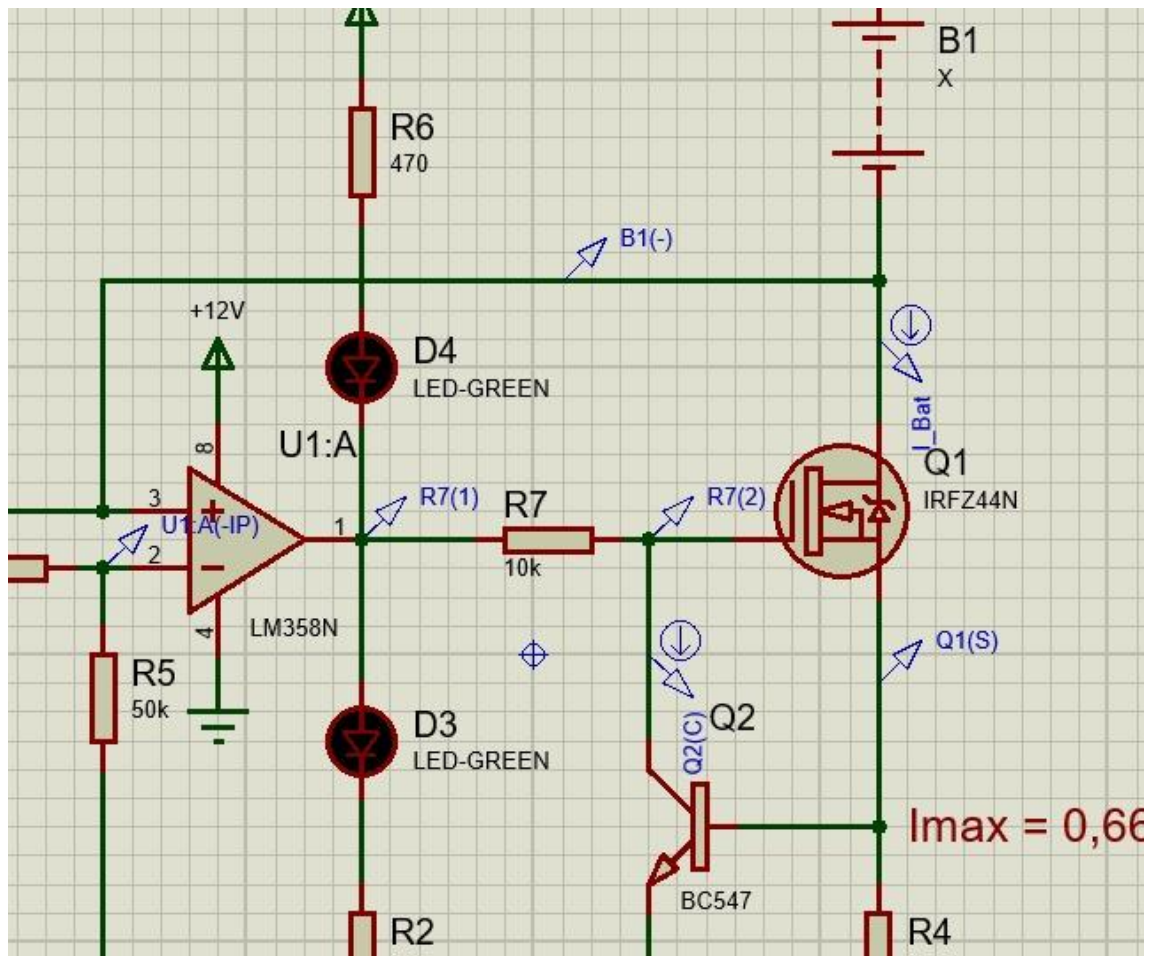 B1
X
R6
470
B1(-)
+12V
D4
LED-GREEN
I_Bat
8
U1:A
Q1
IRFZ44N
3
U1:A(-IP)
R7(1)
R7
R7(2)
1
2
10k
4
LM358N
R5
50k
Q1(S)
D3
LED-GREEN
Q2(C)
Q2
Imax = 0,66
BC547
R2
R4